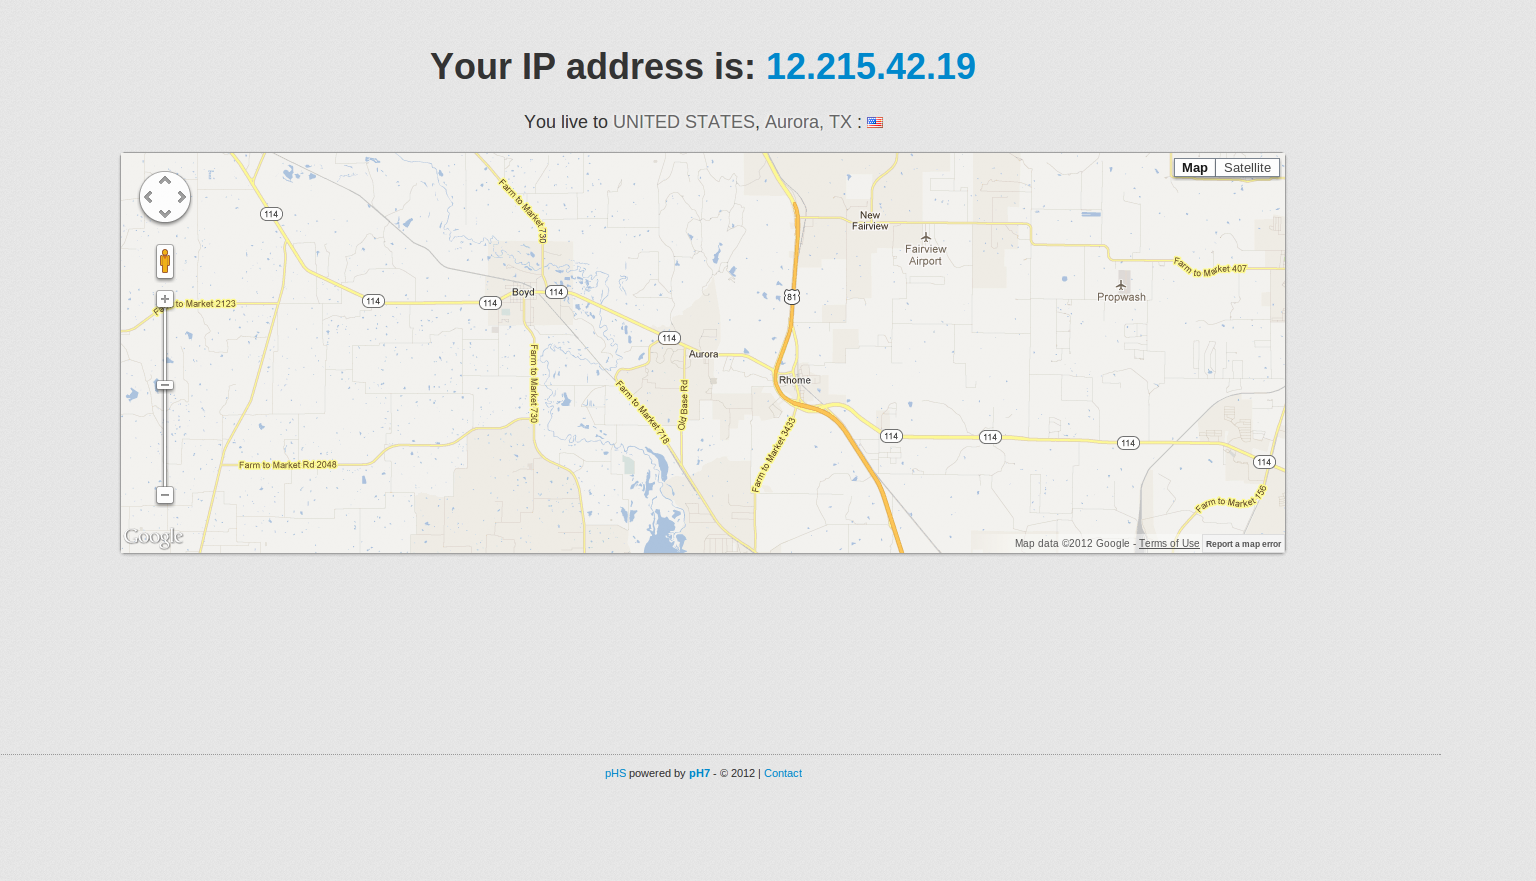 Your IP address is: 12.215.42.19
You live to UNITED STATES, Aurora, TX :
Map Satellite
114
Farm to Market 730
New
Fairview
Fairview
Airport
Farm to Market 407
Propwash
81
Boyd
114
114
114
to Market 2123
114
Aurora
Rhome
Farm to Market 730
Old Base Rd
Farm to Market 718
Farm to Market 3433
114
114
114
114
Farm to Market Rd 2048
Farm to Market 156
Google
Map data ©2012 Google - Terms of Use
Report a map error
pHS powered by pH7 - © 2012 | Contact